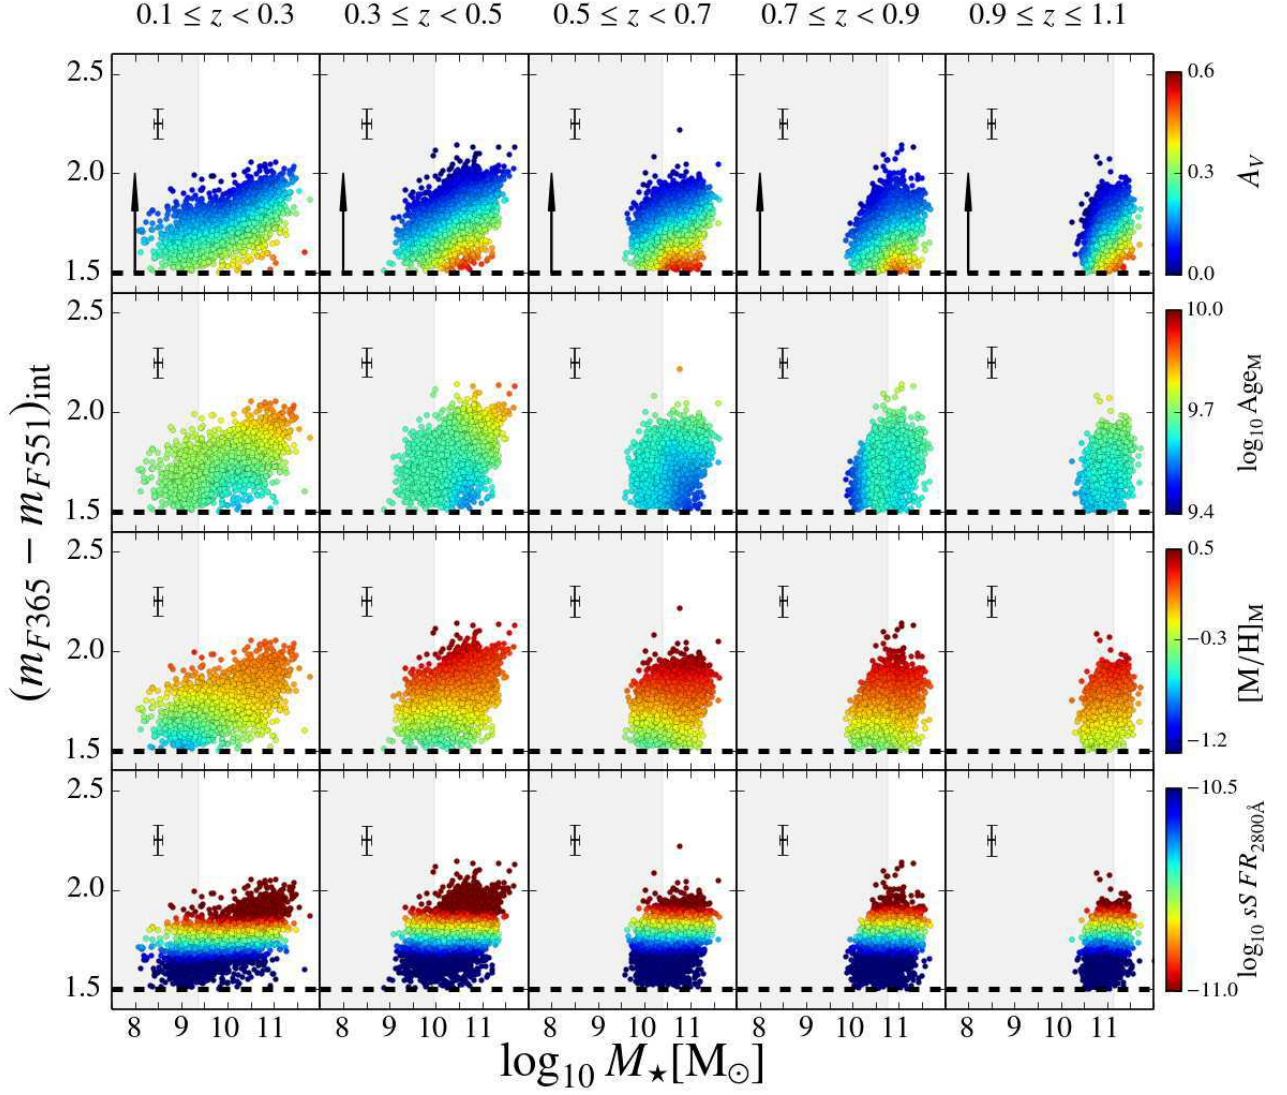 0.1 ≤ z < 0.3 0.3 ≤ z < 0.5 0.5 ≤ z < 0.7 0.7 ≤ z < 0.9 0.9 ≤ z ≤ 1.1
2.5
2.0
1.5
0.6
0.3
0.0
A_V
2.5
2.0
1.5
10.0
9.7
9.4
log₁₀ Age_M
2.5
2.0
1.5
0.5
−0.3
−1.2
[M/H]_M
2.5
2.0
1.5
−10.5
−11.0
log₁₀ sSFR_2800Å
(m_F365 − m_F551)_int
8 9 10 11 8 9 10 11 8 9 10 11 8 9 10 11 8 9 10 11
log₁₀ M★[M⊙]